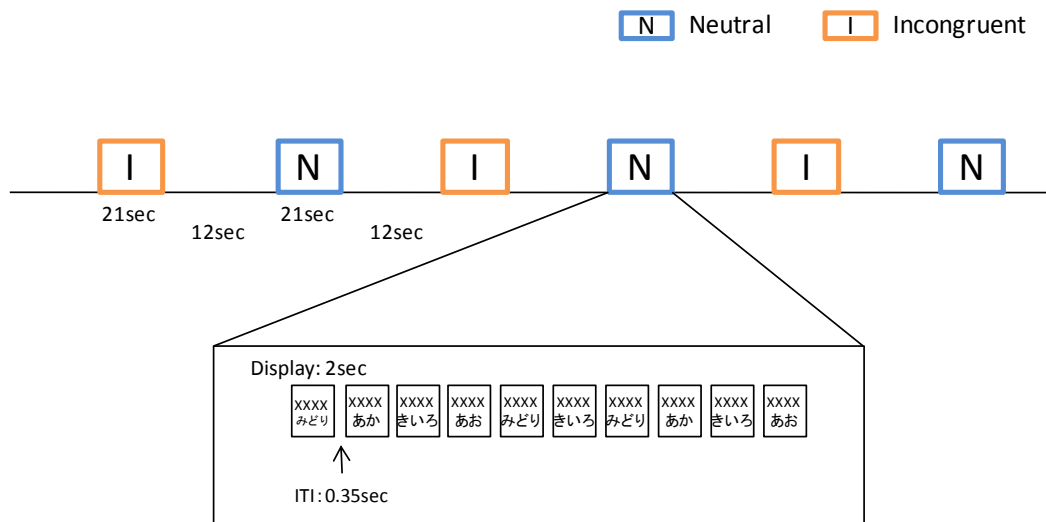 N Neutral I Incongruent
I N I N I N
21sec 21sec
12sec 12sec
Display: 2sec
XXXX XXXX XXXX XXXX XXXX XXXX XXXX XXXX XXXX XXXX
みどり あか きいろ あお みどり きいろ みどり あか きいろ あお
ITI：0.35sec